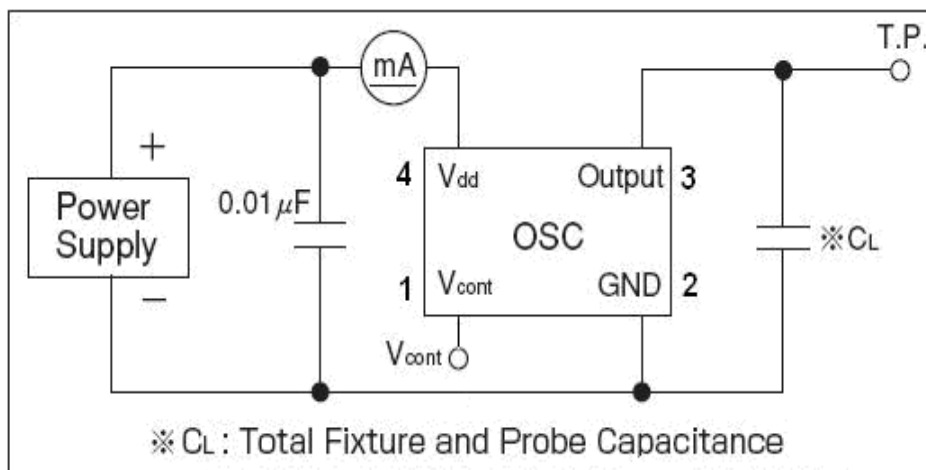 T.P.
mA
+
4 Vdd Output 3
Power
Supply
0.01μF
OSC
※CL
1 Vcont GND 2
−
Vcont
※CL : Total Fixture and Probe Capacitance